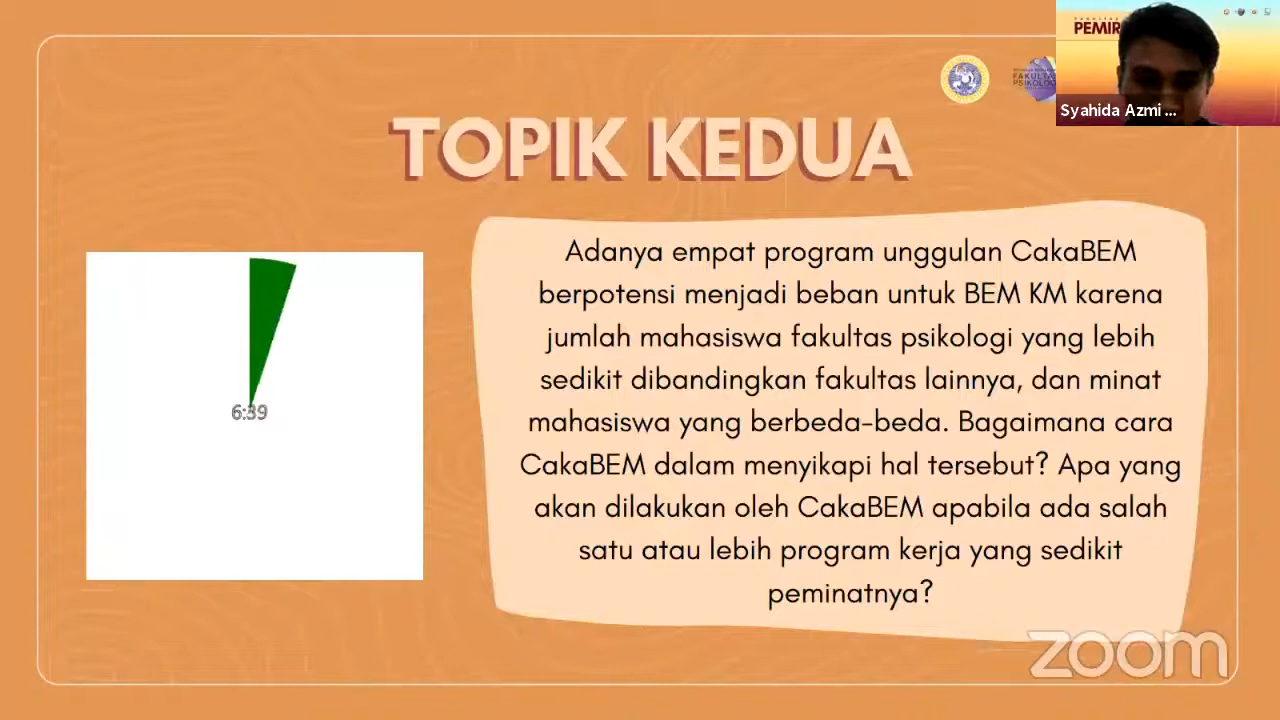 PEMIR
FAKULTAS
PSIKOLOGI
Syahida Azmi ...
TOPIK KEDUA
6:39
Adanya empat program unggulan CakaBEM
berpotensi menjadi beban untuk BEM KM karena
jumlah mahasiswa fakultas psikologi yang lebih
sedikit dibandingkan fakultas lainnya, dan minat
mahasiswa yang berbeda-beda. Bagaimana cara
CakaBEM dalam menyikapi hal tersebut? Apa yang
akan dilakukan oleh CakaBEM apabila ada salah
satu atau lebih program kerja yang sedikit
peminatnya?
zoom